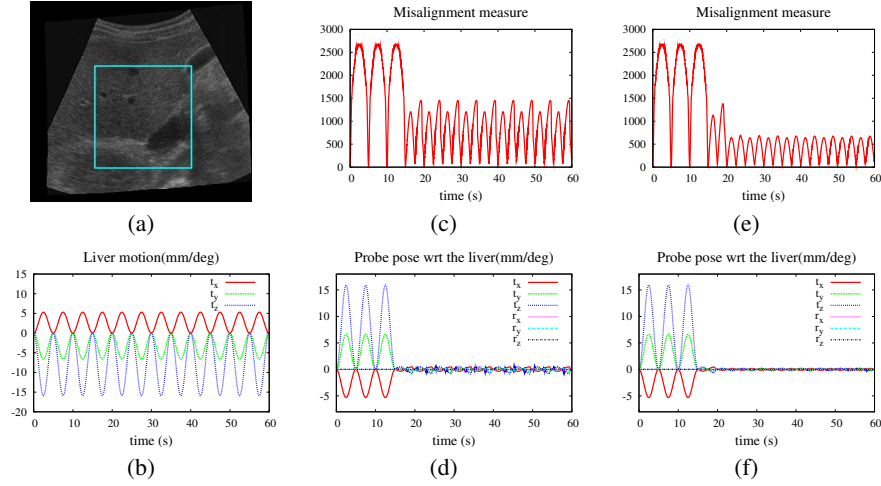 Misalignment measure
3000
2500
2000
1500
1000
500
0
0 10 20 30 40 50 60
time (s)
Misalignment measure
3000
2500
2000
1500
1000
500
0
0 10 20 30 40 50 60
time (s)
(a)
(c)
(e)
Liver motion(mm/deg)
15
10
5
0
-5
-10
-15
-20
t_x
t_y
t_z
0 10 20 30 40 50 60
time (s)
Probe pose wrt the liver(mm/deg)
15
10
5
0
-5
t_x
t_y
t_z
r_x
r_y
r_z
0 10 20 30 40 50 60
time (s)
Probe pose wrt the liver(mm/deg)
15
10
5
0
-5
t_x
t_y
t_z
r_x
r_y
r_z
0 10 20 30 40 50 60
time (s)
(b)
(d)
(f)